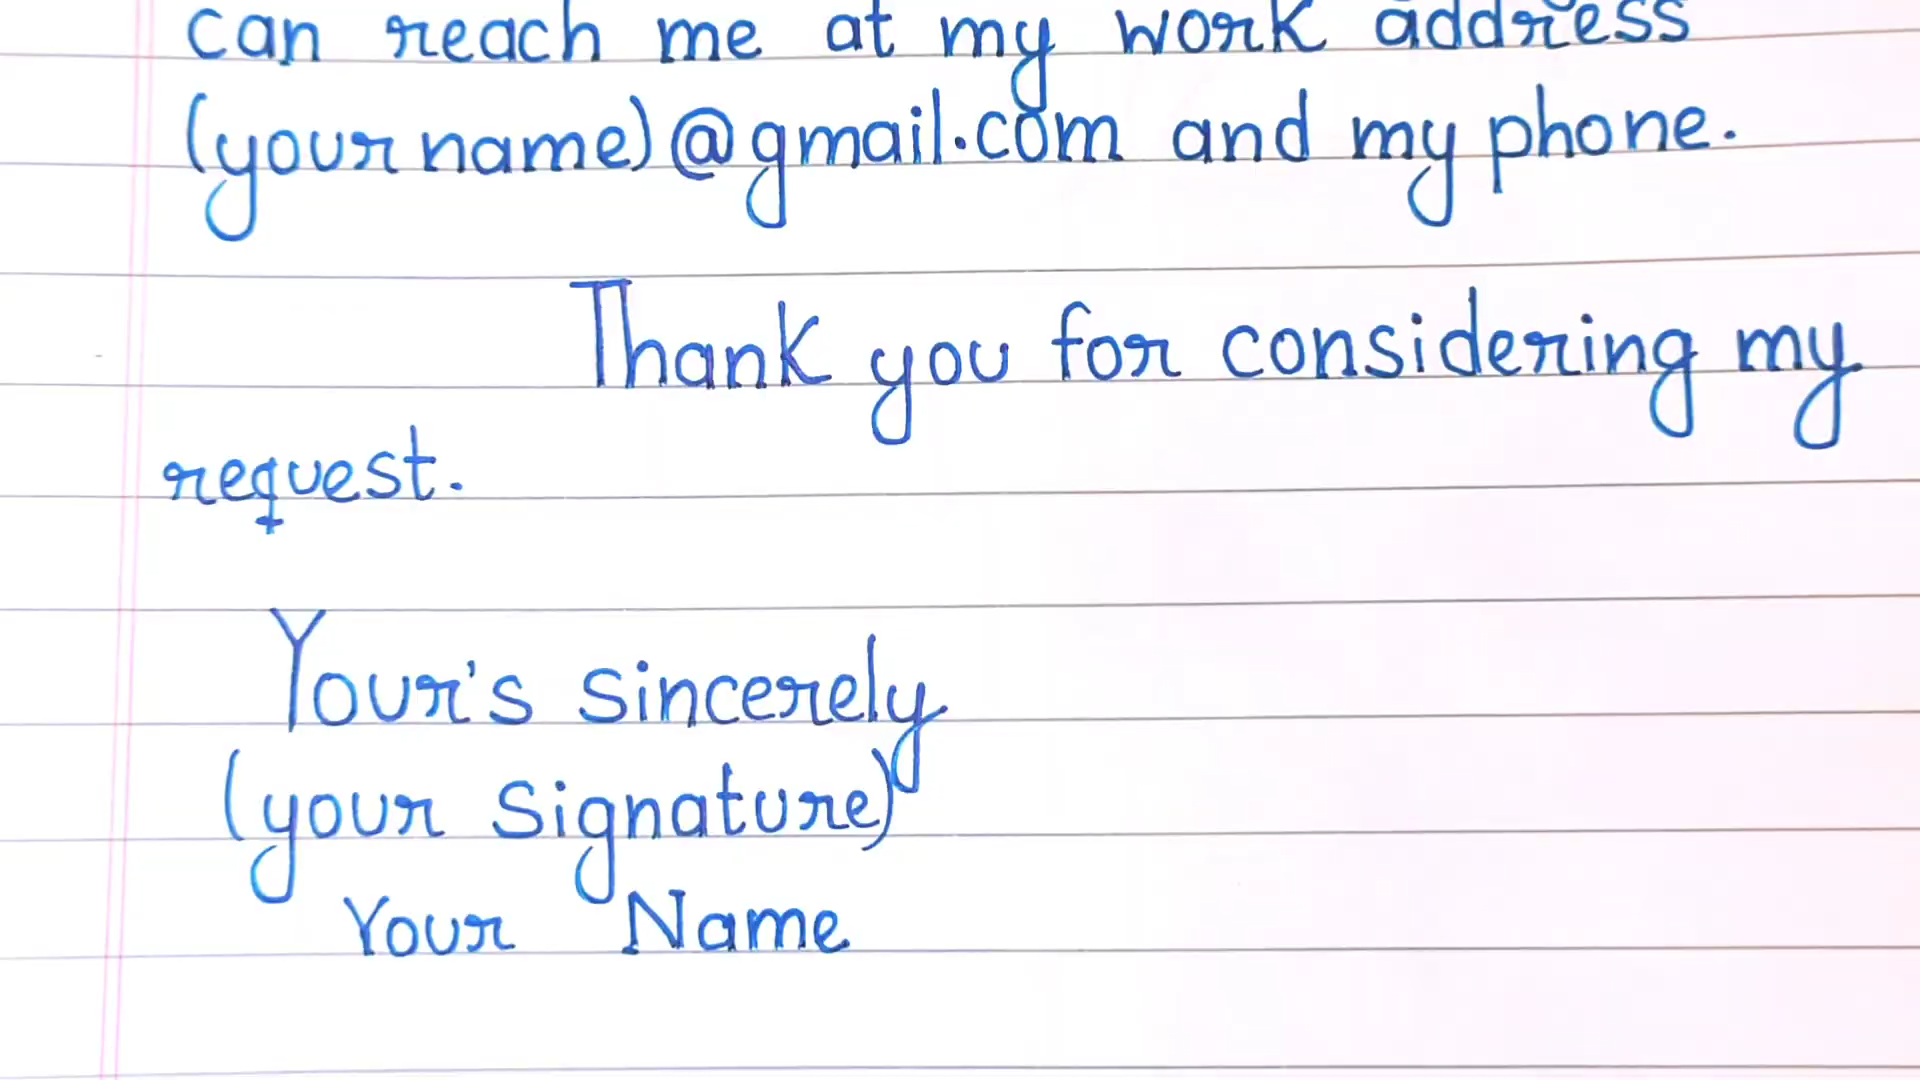 can reach me at my work address
(your name)@gmail.com and my phone.
Thank you for considering my
request.
Your's sincerely
(your signature)
Your Name